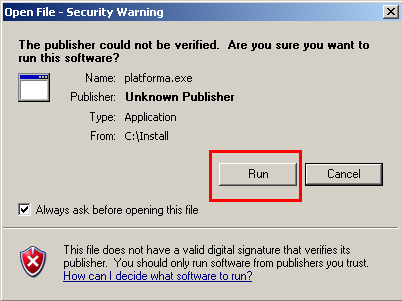 Open File - Security Warning
The publisher could not be verified. Are you sure you want to
run this software?
Name: platforma.exe
Publisher: Unknown Publisher
Type: Application
From: C:\Install
Run Cancel
Always ask before opening this file
This file does not have a valid digital signature that verifies its
publisher. You should only run software from publishers you trust.
How can I decide what software to run?